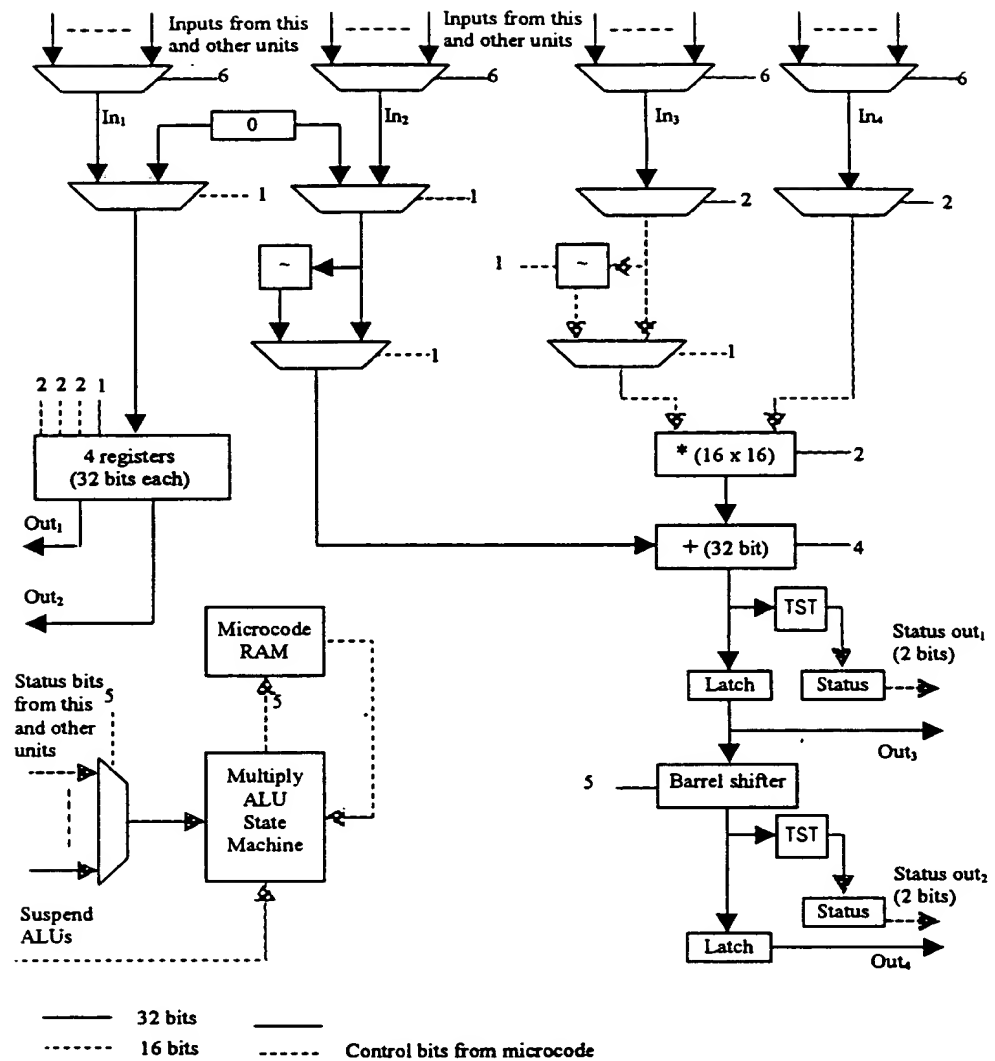 Inputs from this
and other units
Inputs from this
and other units
6
6
6
6
In₁
0
In₂
In₃
In₄
1
1
2
2
~
1
~
1
1
2 2 2 1
4 registers
(32 bits each)
* (16 x 16)
2
Out₁
+ (32 bit)
4
Out₂
TST
Microcode
RAM
Status out₁
(2 bits)
Latch
Status
Status bits
from this
and other
units
5
5
Out₃
Multiply
ALU
State
Machine
5
Barrel shifter
TST
Status out₂
(2 bits)
Status
Suspend
ALUs
Latch
Out₄
32 bits
16 bits
Control bits from microcode